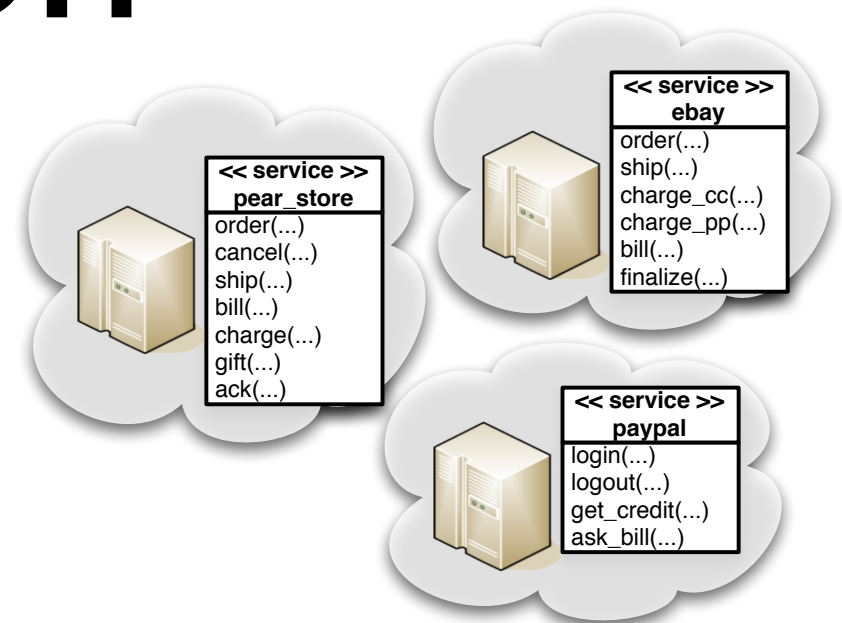 << service >>
pear_store
order(...)
cancel(...)
ship(...)
bill(...)
charge(...)
gift(...)
ack(...)
<< service >>
ebay
order(...)
ship(...)
charge_cc(...)
charge_pp(...)
bill(...)
finalize(...)
<< service >>
paypal
login(...)
logout(...)
get_credit(...)
ask_bill(...)